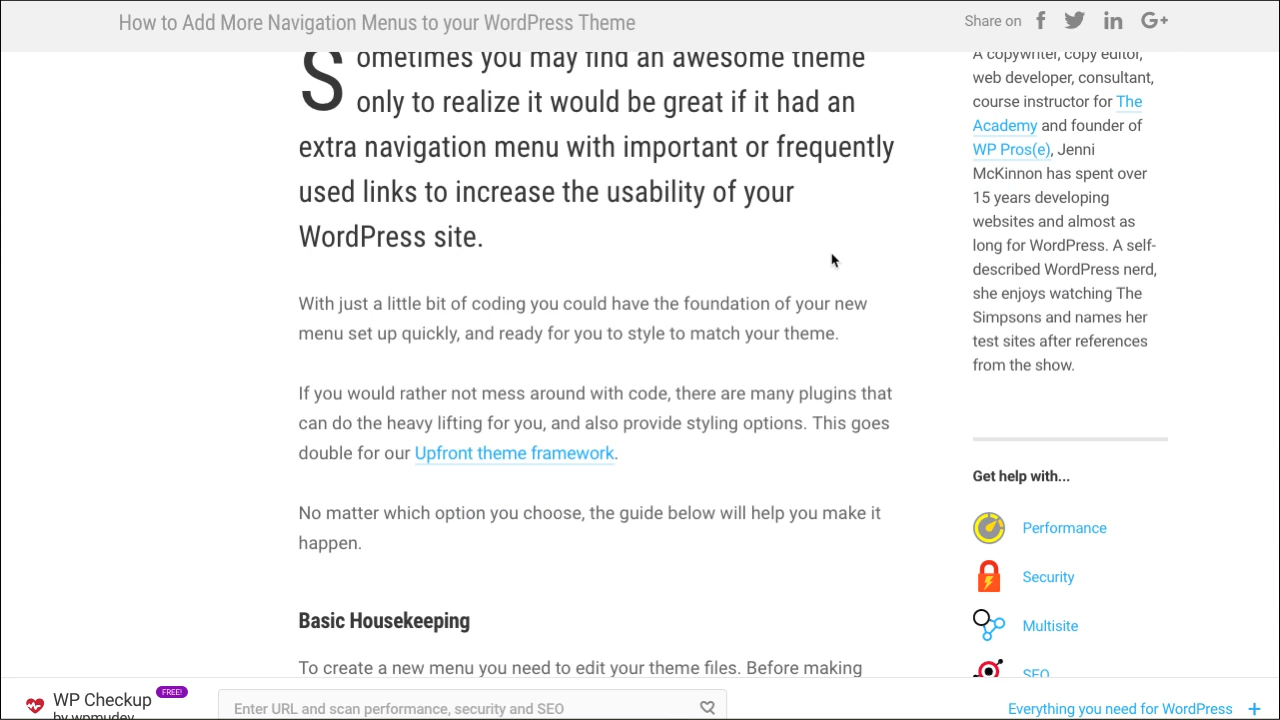 How to Add More Navigation Menus to your WordPress Theme
Share on
Sometimes you may find an awesome theme
only to realize it would be great if it had an
extra navigation menu with important or frequently
used links to increase the usability of your
WordPress site.
With just a little bit of coding you could have the foundation of your new
menu set up quickly, and ready for you to style to match your theme.
If you would rather not mess around with code, there are many plugins that
can do the heavy lifting for you, and also provide styling options. This goes
double for our Upfront theme framework.
No matter which option you choose, the guide below will help you make it
happen.
Basic Housekeeping
To create a new menu you need to edit your theme files. Before making
A copywriter, copy editor,
web developer, consultant,
course instructor for The
Academy and founder of
WP Pros(e), Jenni
McKinnon has spent over
15 years developing
websites and almost as
long for WordPress. A self-
described WordPress nerd,
she enjoys watching The
Simpsons and names her
test sites after references
from the show.
Get help with...
Performance
Security
Multisite
SEO
WP Checkup FREE!
by wpmudev
Enter URL and scan performance, security and SEO
Everything you need for WordPress +